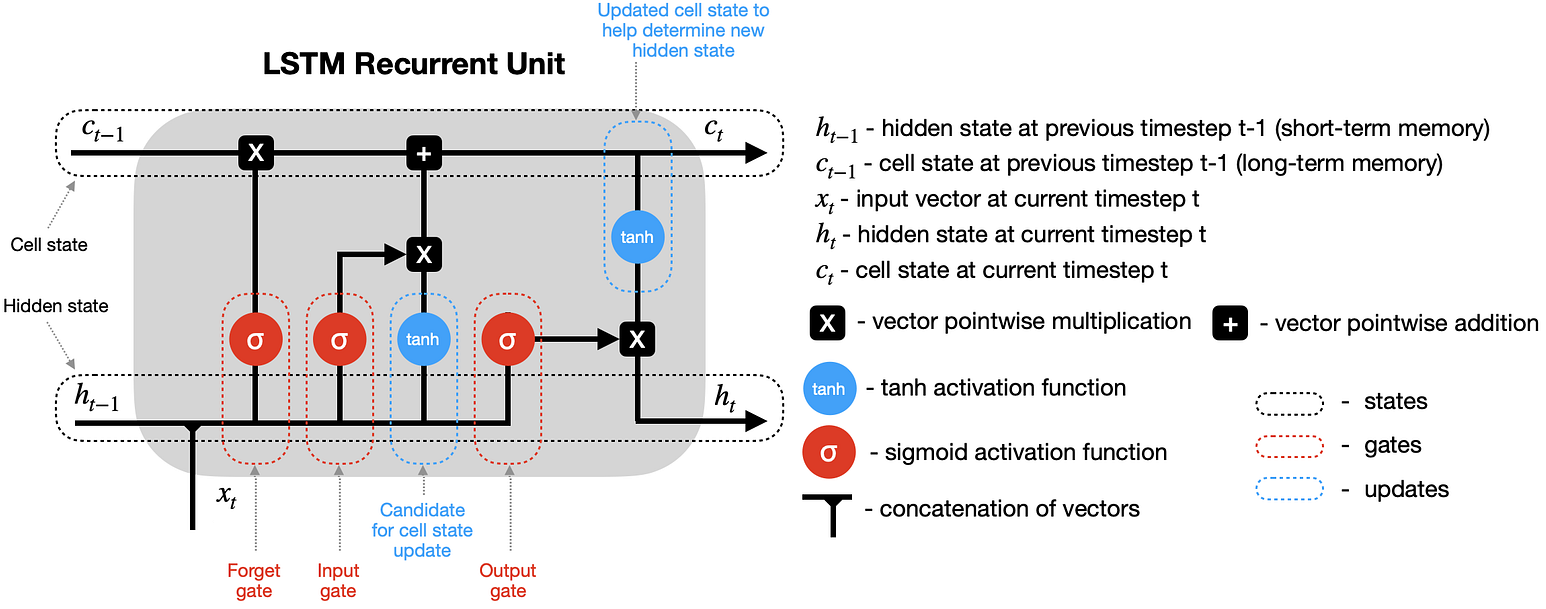 Updated cell state to
help determine new
hidden state
LSTM Recurrent Unit
c_{t−1}
X
+
c_t
Cell state
tanh
X
Hidden state
σ
σ
tanh
σ
X
h_{t−1}
h_t
x_t
Candidate
for cell state
update
Forget
gate
Input
gate
Output
gate
h_{t−1} - hidden state at previous timestep t-1 (short-term memory)
c_{t−1} - cell state at previous timestep t-1 (long-term memory)
x_t - input vector at current timestep t
h_t - hidden state at current timestep t
c_t - cell state at current timestep t
X - vector pointwise multiplication
+ - vector pointwise addition
tanh - tanh activation function
σ - sigmoid activation function
- concatenation of vectors
- states
- gates
- updates